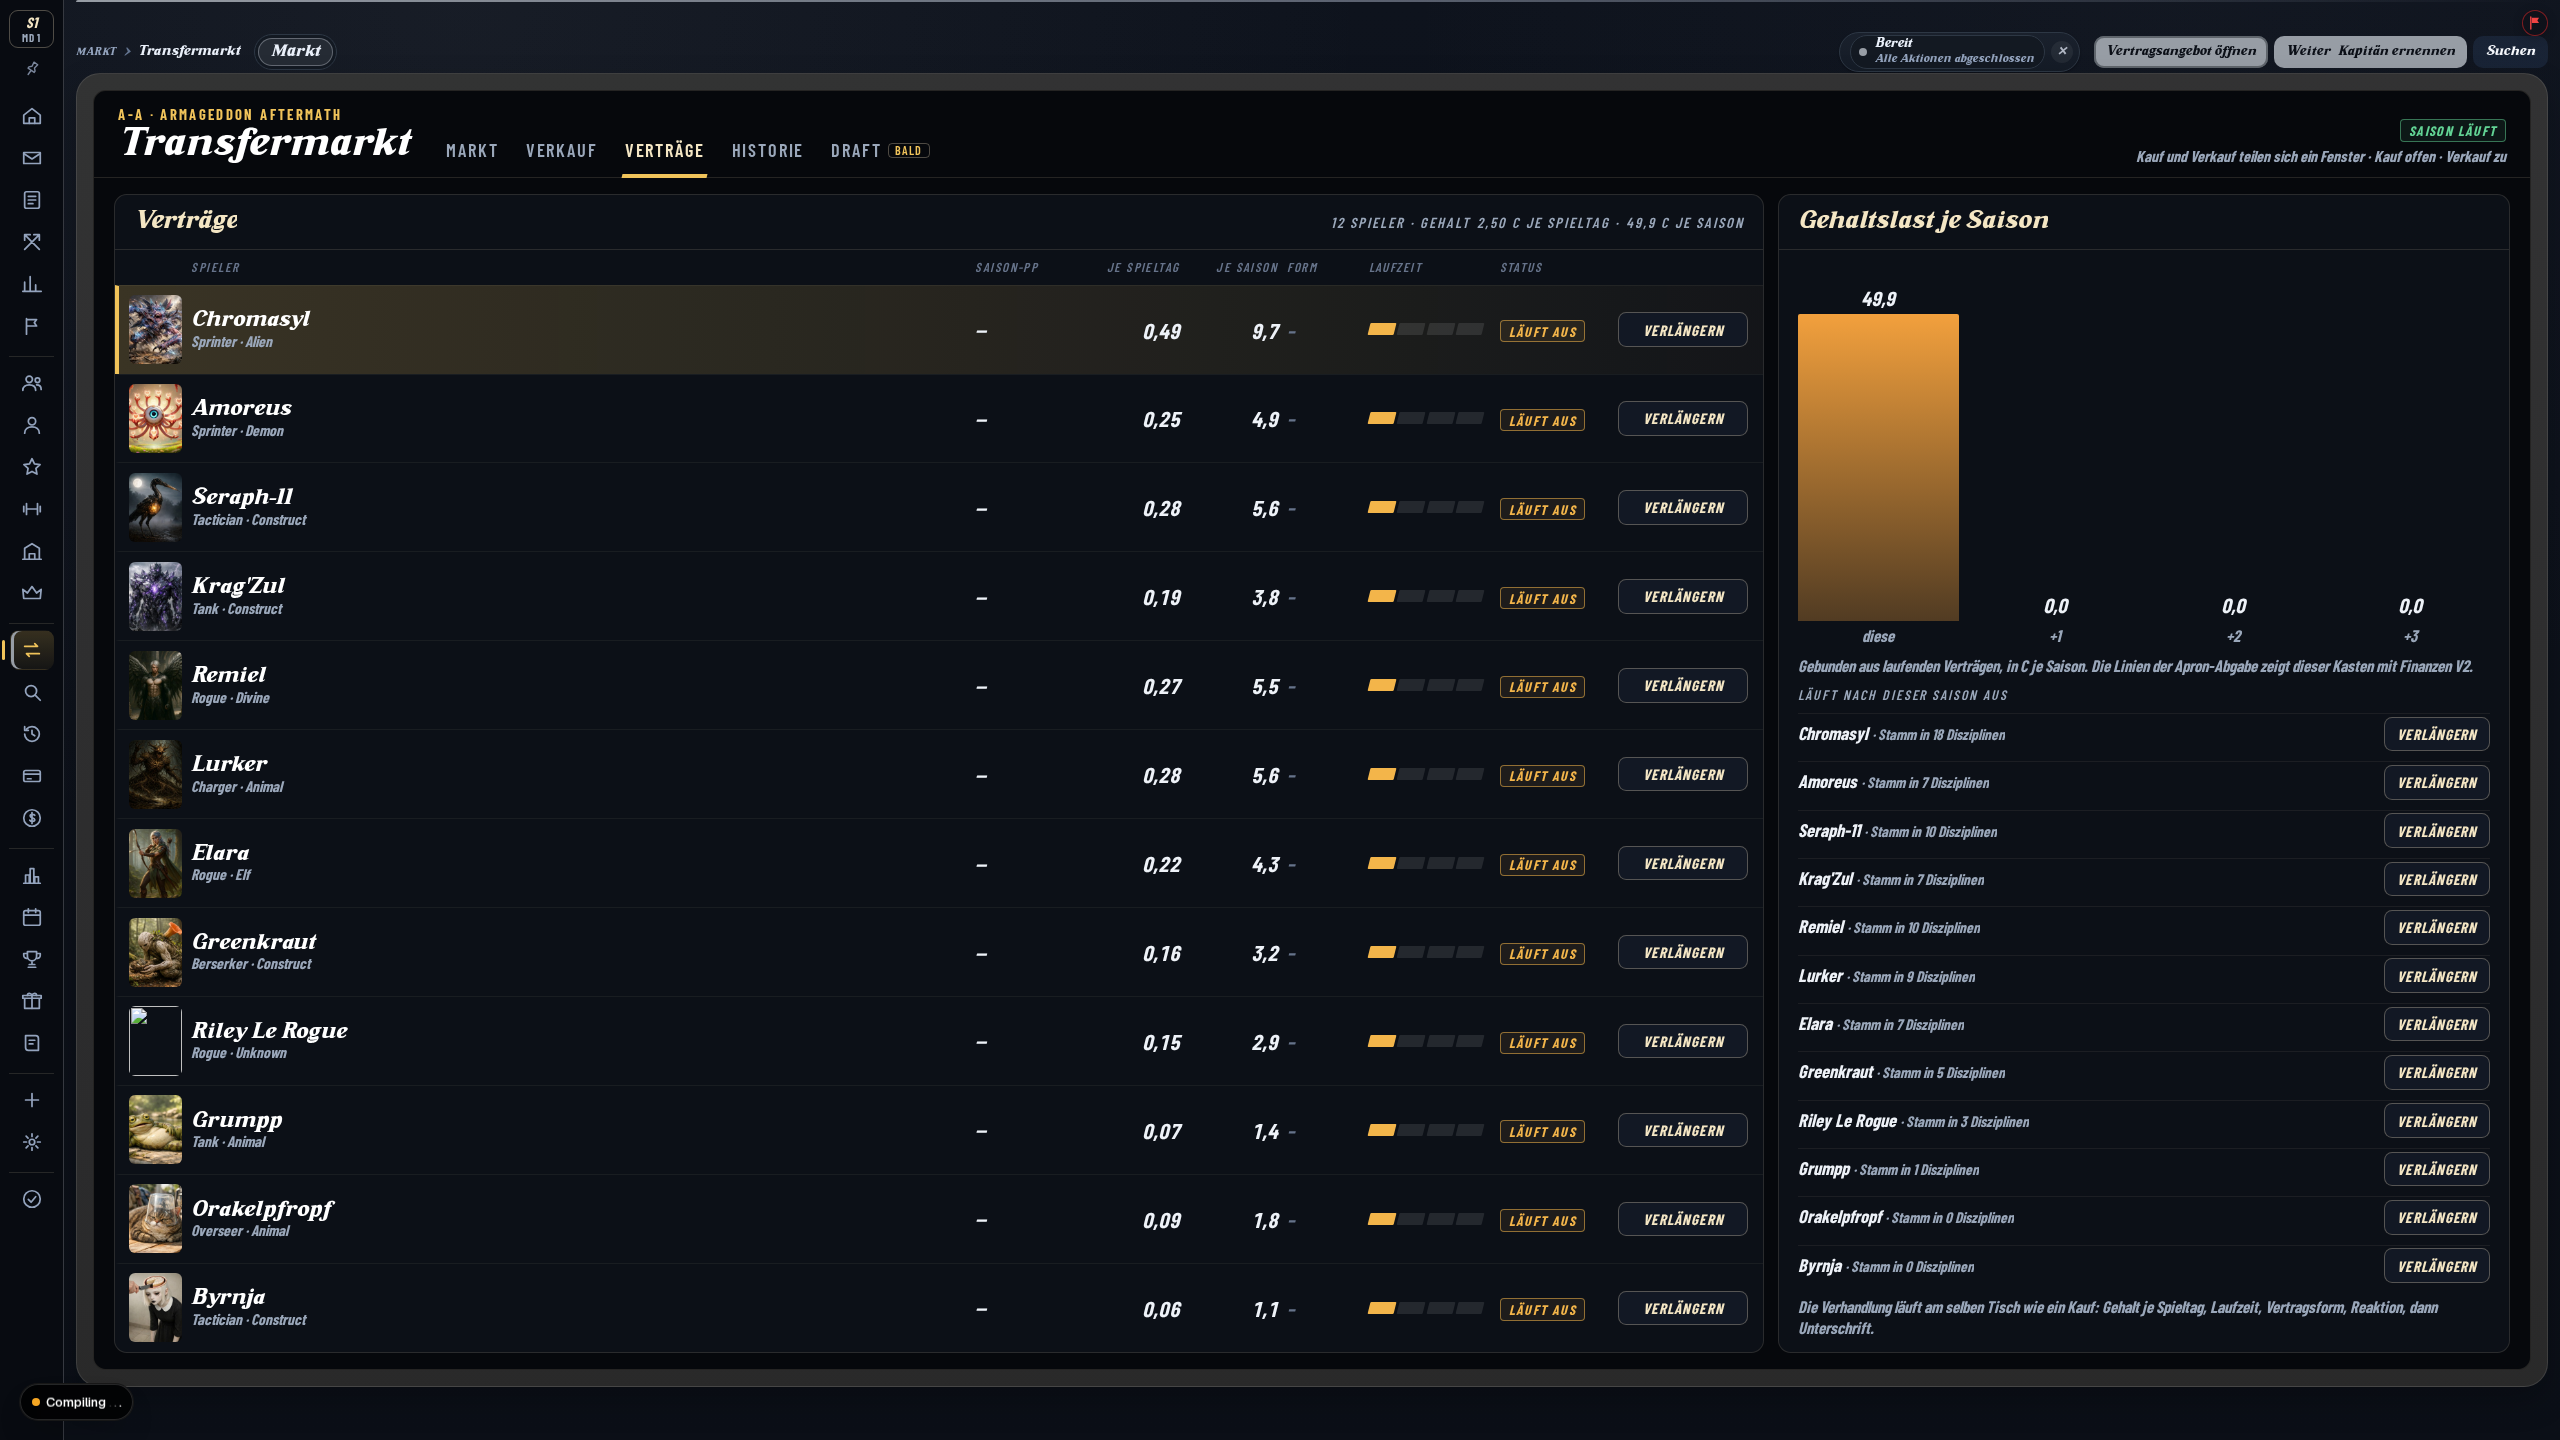 S1
MD1
MARKT > Transfermarkt Markt
Bereit
Alle Aktionen abgeschlossen
Vertragsangebot öffnen
Weiter Kapitän ernennen
Suchen
A-A · ARMAGEDDON AFTERMATH
Transfermarkt
MARKT VERKAUF VERTRÄGE HISTORIE DRAFT BALD
SAISON LÄUFT
Kauf und Verkauf teilen sich ein Fenster · Kauf offen · Verkauf zu
Verträge
12 SPIELER · GEHALT 2,50 C JE SPIELTAG · 49,9 C JE SAISON
SPIELER SAISON-PP JE SPIELTAG JE SAISON FORM LAUFZEIT STATUS
Chromasyl
Sprinter · Alien
– 0,49 9,7 – LÄUFT AUS VERLÄNGERN
Amoreus
Sprinter · Demon
– 0,25 4,9 – LÄUFT AUS VERLÄNGERN
Seraph-11
Tactician · Construct
– 0,28 5,6 – LÄUFT AUS VERLÄNGERN
Krag'Zul
Tank · Construct
– 0,19 3,8 – LÄUFT AUS VERLÄNGERN
Remiel
Rogue · Divine
– 0,27 5,5 – LÄUFT AUS VERLÄNGERN
Lurker
Charger · Animal
– 0,28 5,6 – LÄUFT AUS VERLÄNGERN
Elara
Rogue · Elf
– 0,22 4,3 – LÄUFT AUS VERLÄNGERN
Greenkraut
Berserker · Construct
– 0,16 3,2 – LÄUFT AUS VERLÄNGERN
Riley Le Rogue
Rogue · Unknown
– 0,15 2,9 – LÄUFT AUS VERLÄNGERN
Grumpp
Tank · Animal
– 0,07 1,4 – LÄUFT AUS VERLÄNGERN
Orakelpfropf
Overseer · Animal
– 0,09 1,8 – LÄUFT AUS VERLÄNGERN
Byrnja
Tactician · Construct
– 0,06 1,1 – LÄUFT AUS VERLÄNGERN
Gehaltslast je Saison
49,9 0,0 0,0 0,0
diese +1 +2 +3
Gebunden aus laufenden Verträgen, in C je Saison. Die Linien der Apron-Abgabe zeigt dieser Kasten mit Finanzen V2.
LÄUFT NACH DIESER SAISON AUS
Chromasyl · Stamm in 18 Disziplinen VERLÄNGERN
Amoreus · Stamm in 7 Disziplinen VERLÄNGERN
Seraph-11 · Stamm in 10 Disziplinen VERLÄNGERN
Krag'Zul · Stamm in 7 Disziplinen VERLÄNGERN
Remiel · Stamm in 10 Disziplinen VERLÄNGERN
Lurker · Stamm in 9 Disziplinen VERLÄNGERN
Elara · Stamm in 7 Disziplinen VERLÄNGERN
Greenkraut · Stamm in 5 Disziplinen VERLÄNGERN
Riley Le Rogue · Stamm in 3 Disziplinen VERLÄNGERN
Grumpp · Stamm in 1 Disziplinen VERLÄNGERN
Orakelpfropf · Stamm in 0 Disziplinen VERLÄNGERN
Byrnja · Stamm in 0 Disziplinen VERLÄNGERN
Die Verhandlung läuft am selben Tisch wie ein Kauf: Gehalt je Spieltag, Laufzeit, Vertragsform, Reaktion, dann
Unterschrift.
Compiling ...